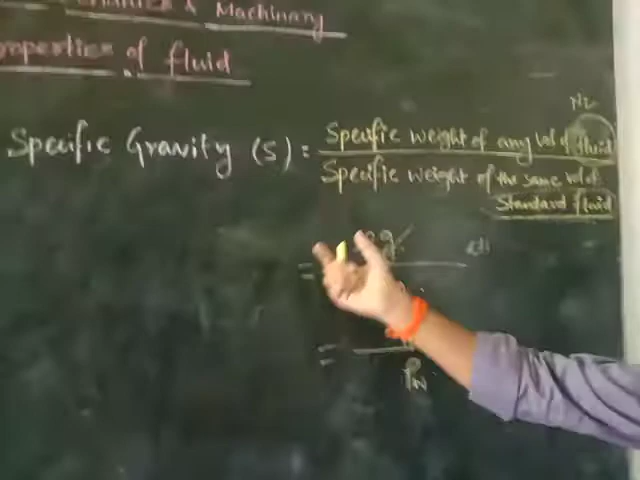 & Machinary
of fluid
Specific Gravity (S) = Specific weight of any vol of fluid
Specific weight of the same vol of
Standard fluid
=
=